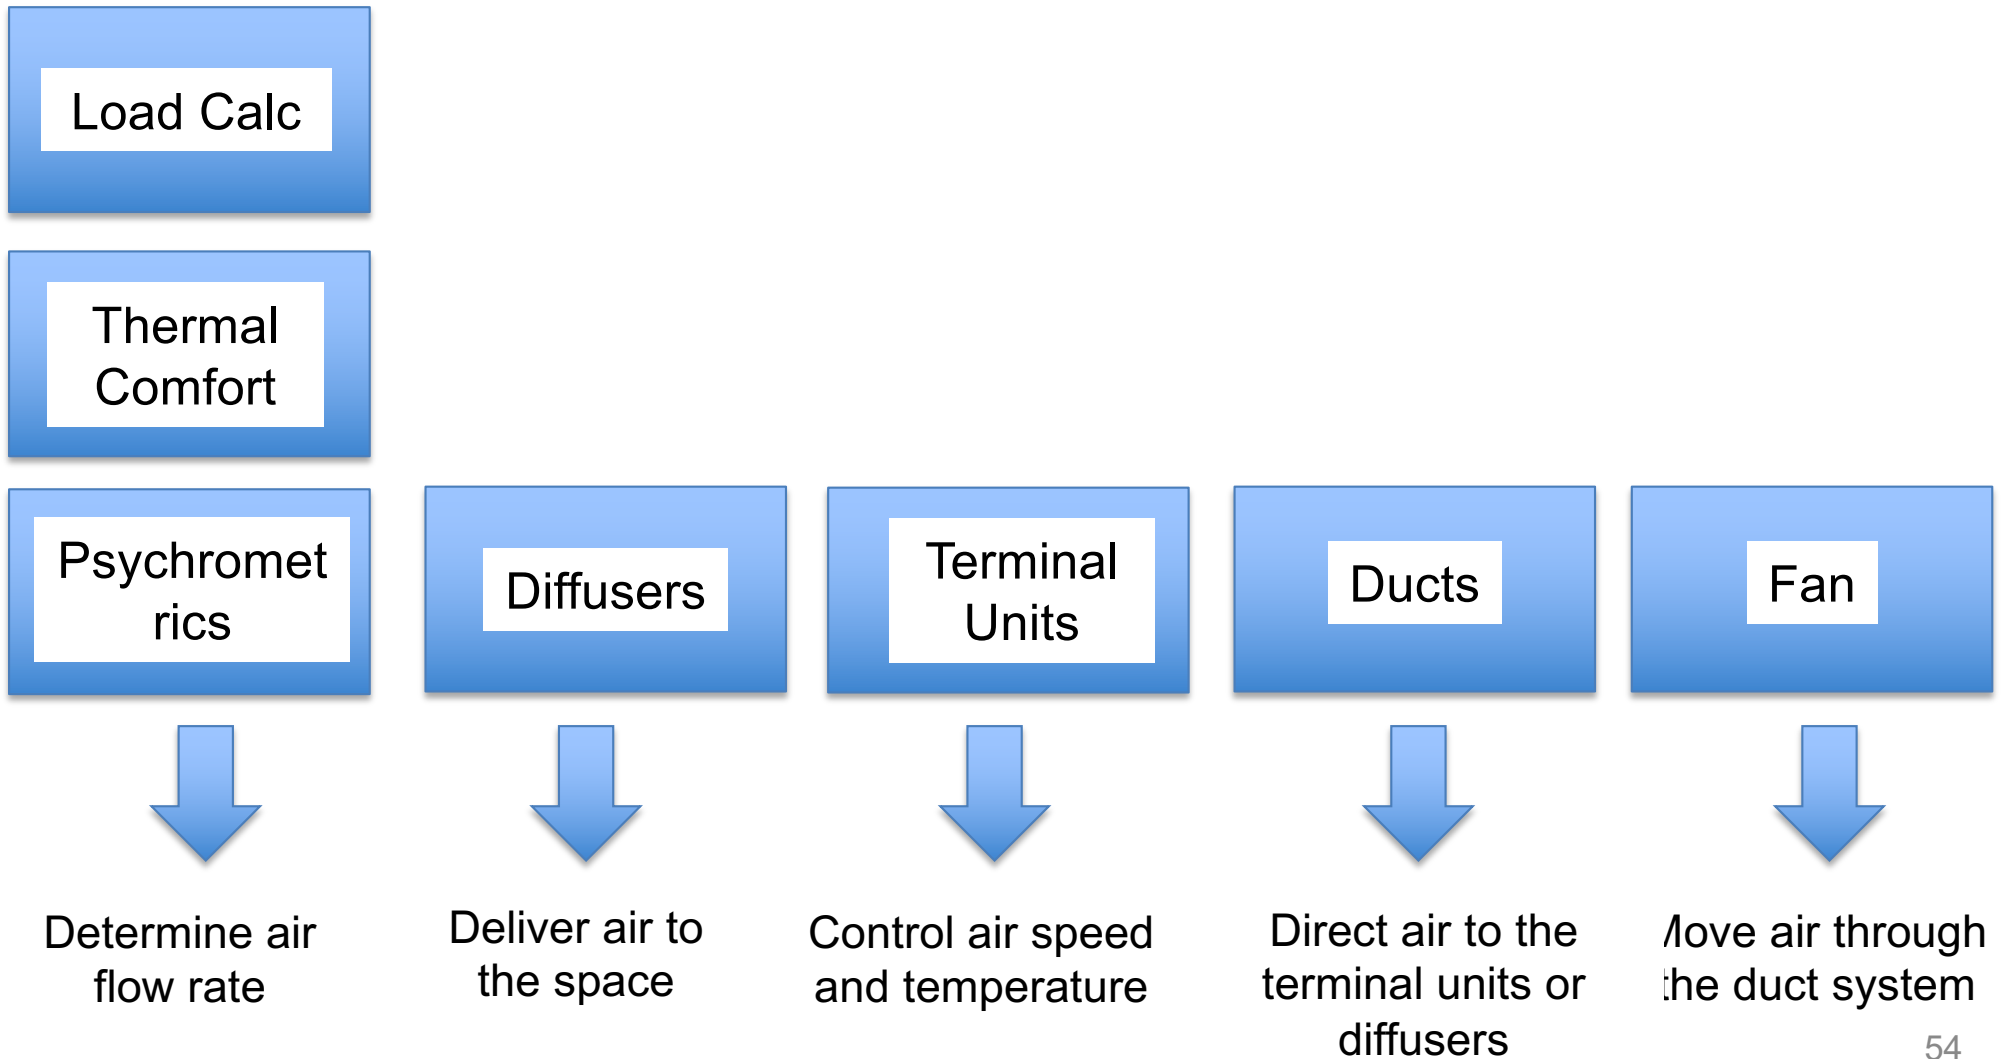 Load Calc
Thermal
Comfort
Psychromet
rics
Diffusers
Terminal
Units
Ducts
Fan
Determine air
flow rate
Deliver air to
the space
Control air speed
and temperature
Direct air to the
terminal units or
diffusers
Move air through
the duct system
54